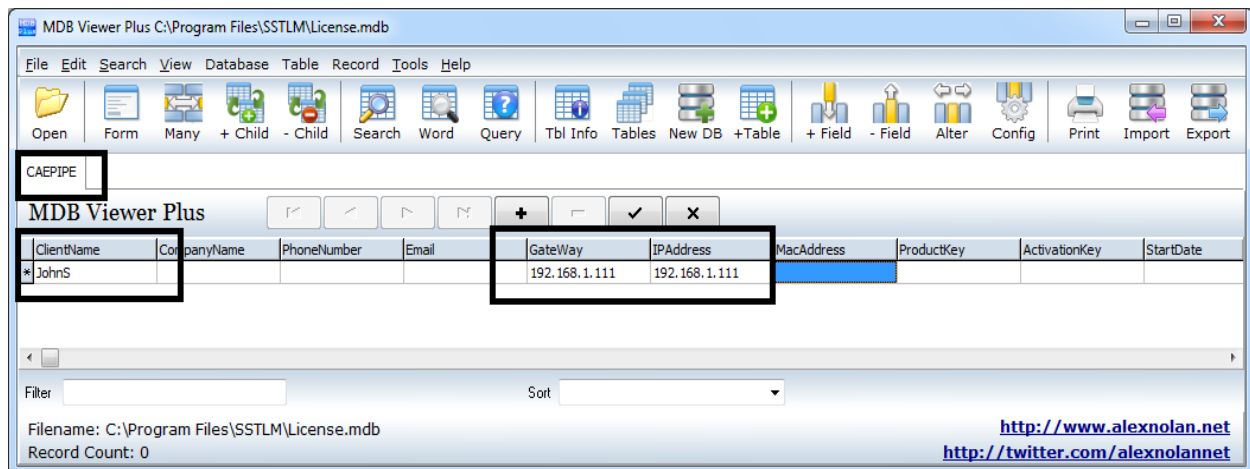 MDB Viewer Plus C:\Program Files\SSTLM\License.mdb
File Edit Search View Database Table Record Tools Help
Open Form Many + Child - Child Search Word Query Tbl Info Tables New DB +Table + Field - Field Alter Config Print Import Export
CAEPIPE
MDB Viewer Plus
ClientName CompanyName PhoneNumber Email GateWay IPAddress MacAddress ProductKey ActivationKey StartDate
* JohnS 192.168.1.111 192.168.1.111
Filter Sort
Filename: C:\Program Files\SSTLM\License.mdb http://www.alexnolan.net
Record Count: 0 http://twitter.com/alexnolannet